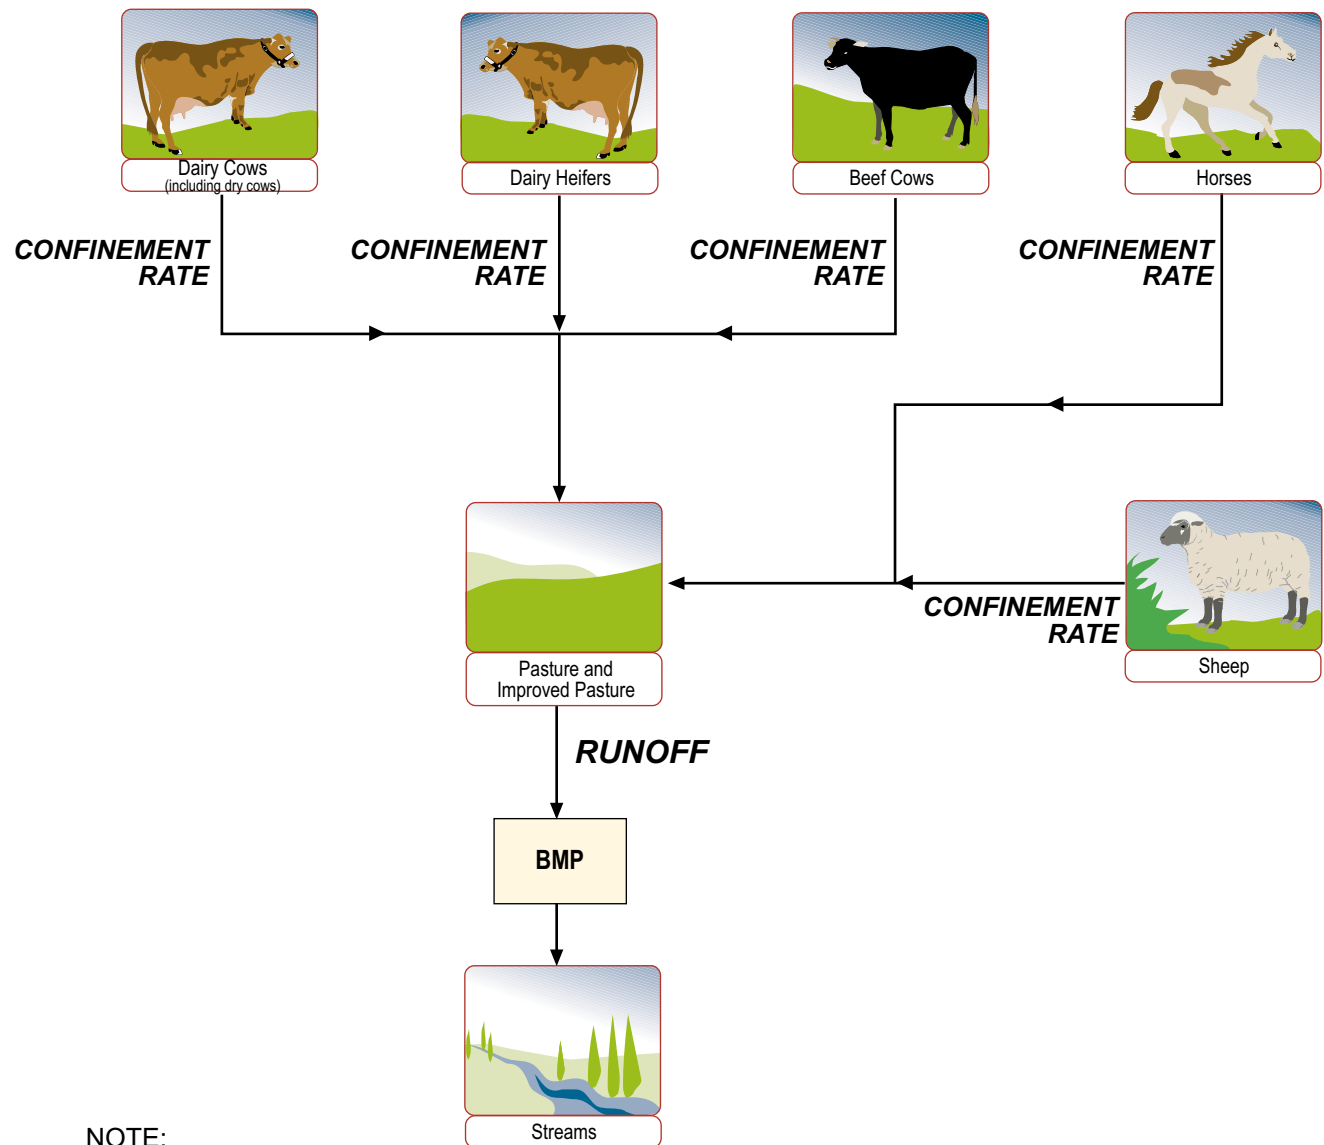 Dairy Cows
(including dry cows)
Dairy Heifers
Beef Cows
Horses
CONFINEMENT
RATE
CONFINEMENT
RATE
CONFINEMENT
RATE
CONFINEMENT
RATE
CONFINEMENT
RATE
Sheep
Pasture and
Improved Pasture
RUNOFF
BMP
Streams
NOTE: